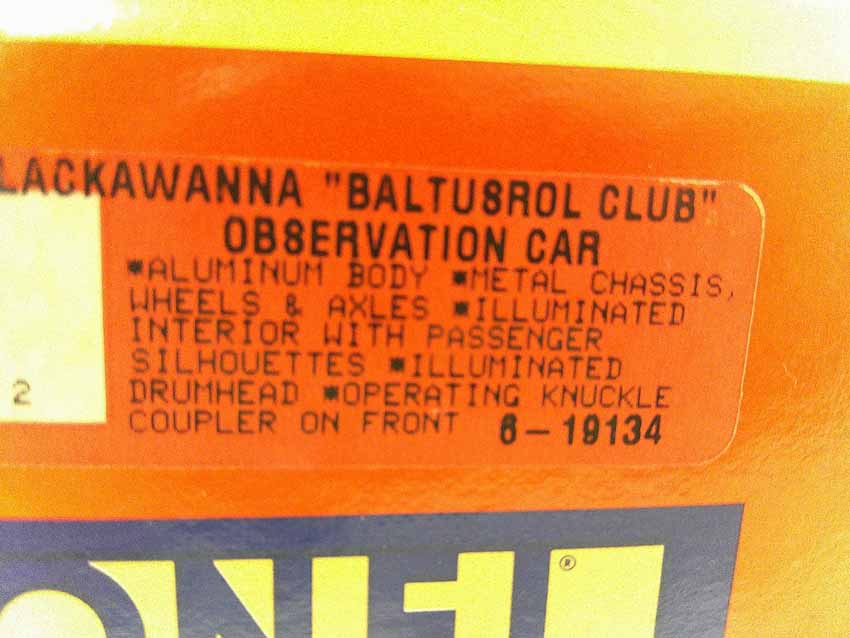 LACKAWANNA "BALTUSROL CLUB"
OBSERVATION CAR
*ALUMINUM BODY *METAL CHASSIS,
WHEELS & AXLES *ILLUMINATED
INTERIOR WITH PASSENGER
SILHOUETTES *ILLUMINATED
DRUMHEAD *OPERATING KNUCKLE
COUPLER ON FRONT 6-19134
2
ONEL ®